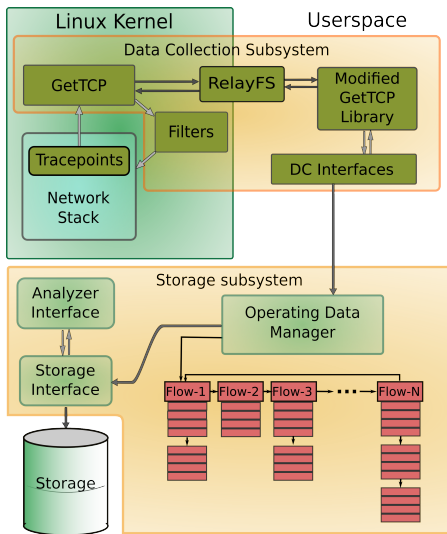 Linux Kernel
Userspace
Data Collection Subsystem
GetTCP
RelayFS
Modified
GetTCP
Library
Filters
Tracepoints
Network
Stack
DC Interfaces
Storage subsystem
Analyzer
Interface
Operating Data
Manager
Storage
Interface
Flow-1
Flow-2
Flow-3
Flow-N
Storage